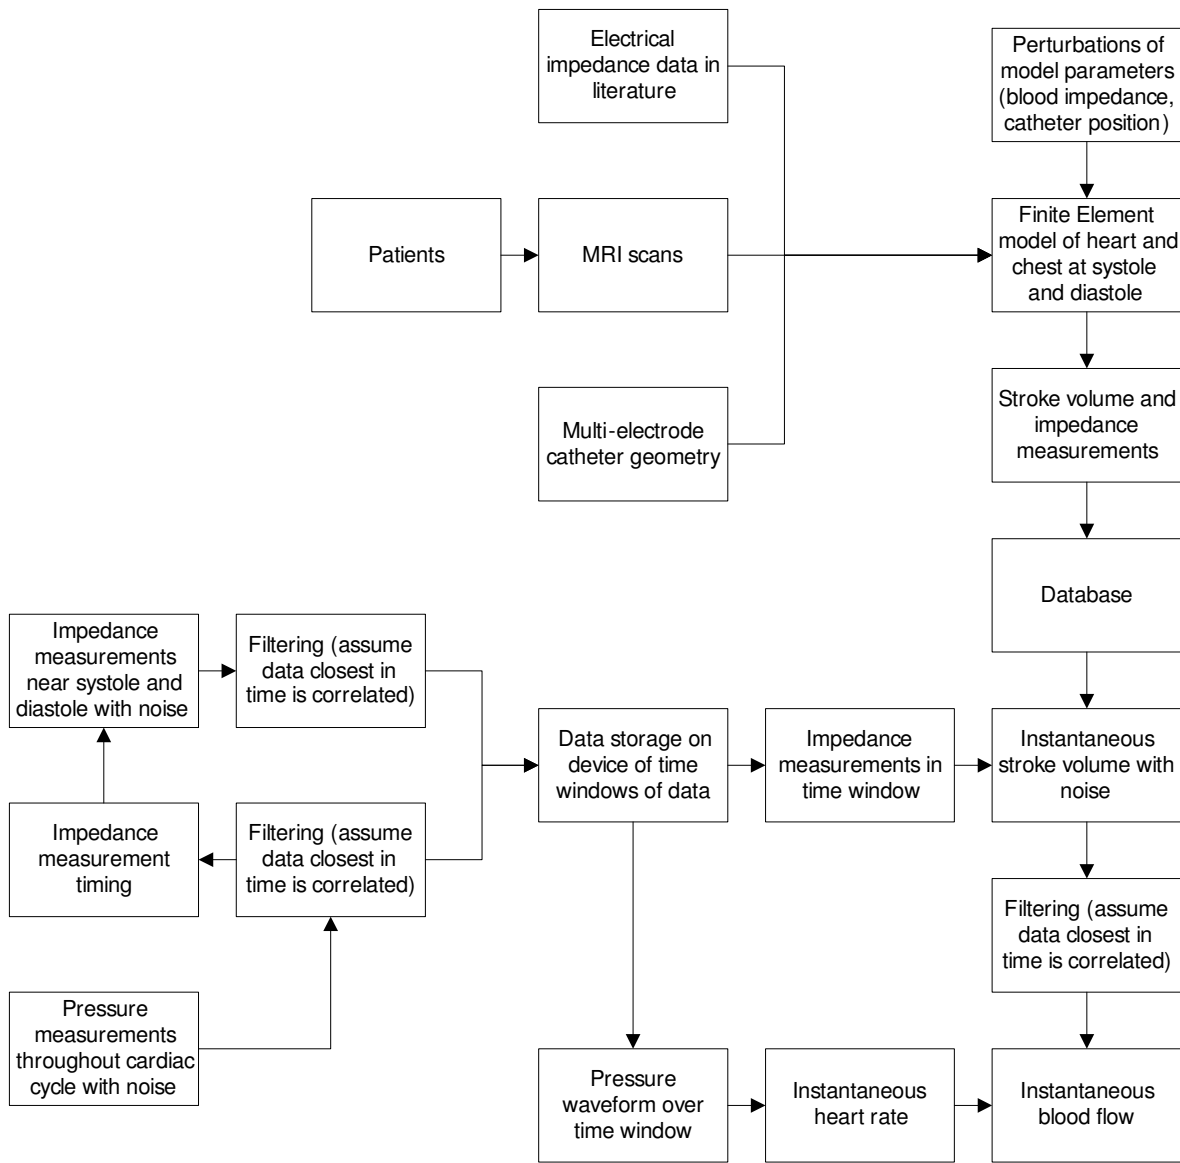 Electrical
impedance data in
literature
Perturbations of
model parameters
(blood impedance,
catheter position)
Patients
MRI scans
Finite Element
model of heart and
chest at systole
and diastole
Multi-electrode
catheter geometry
Stroke volume and
impedance
measurements
Database
Impedance
measurements
near systole and
diastole with noise
Filtering (assume
data closest in
time is correlated)
Data storage on
device of time
windows of data
Impedance
measurements in
time window
Instantaneous
stroke volume with
noise
Impedance
measurement
timing
Filtering (assume
data closest in
time is correlated)
Filtering (assume
data closest in
time is correlated)
Pressure
measurements
throughout cardiac
cycle with noise
Pressure
waveform over
time window
Instantaneous
heart rate
Instantaneous
blood flow